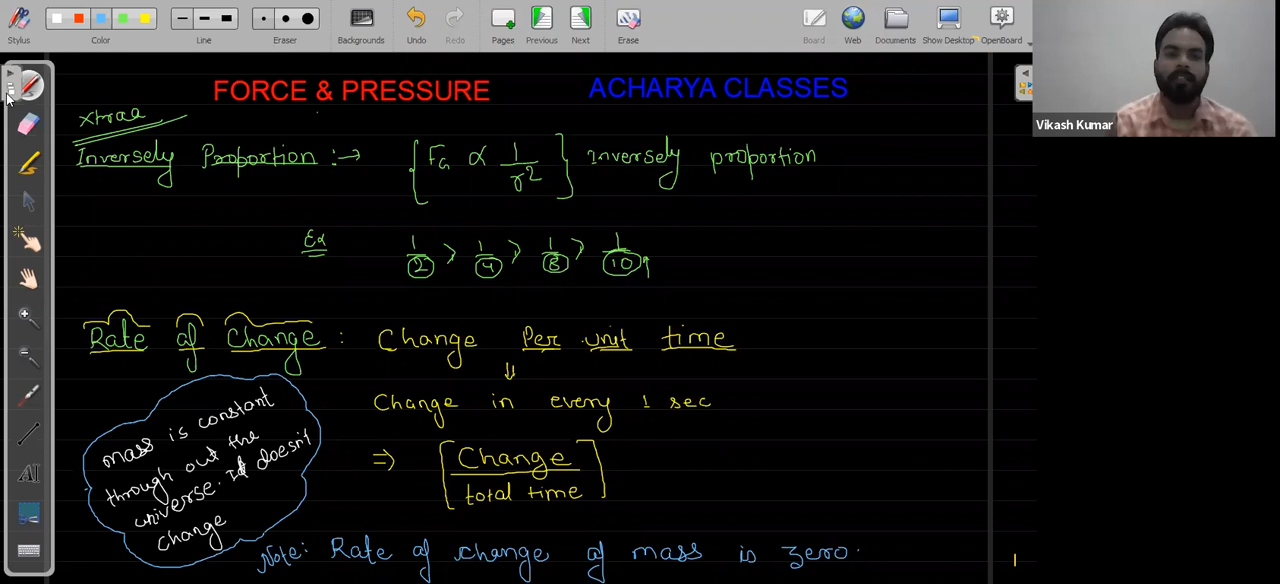 Stylus Color Line Eraser Backgrounds Undo Redo Pages Previous Next Erase Board Web Documents Show Desktop OpenBoard
Vikash Kumar
FORCE & PRESSURE ACHARYA CLASSES
xtraa
Inversely Proportion :→ {FG ∝ 1/r²} inversely proportion
Ex 1/2 > 1/4 > 1/8 > 1/10 ↑
Rate of Change : Change Per unit time
⇓
Change in every 1 sec
⇒ [Change/total time]
mass is constant
through out the
universe. it doesn't
change
Note: Rate of change of mass is zero.
1